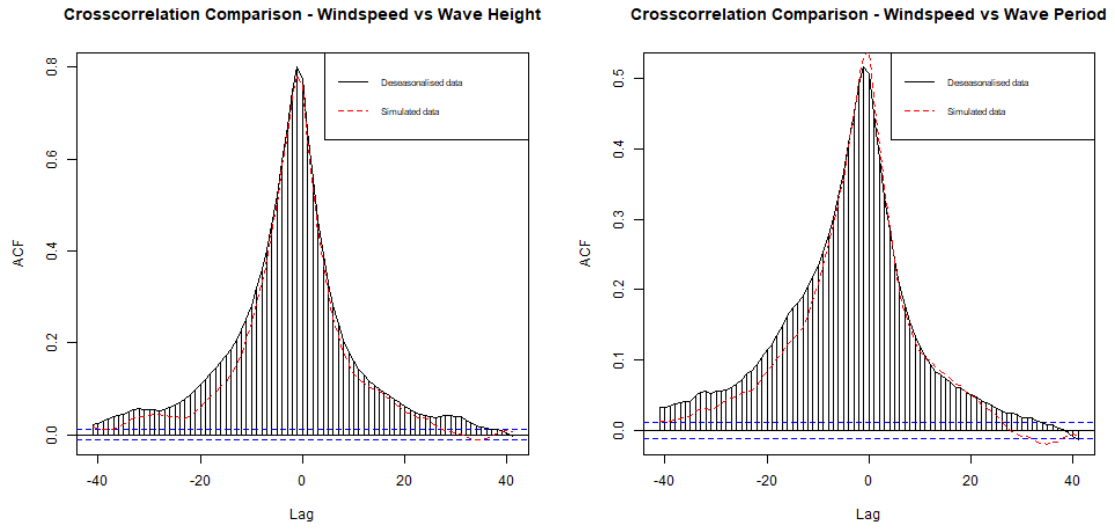 Crosscorrelation Comparison - Windspeed vs Wave Height
Deseasonalised data
Simulated data
ACF
0.8
0.6
0.4
0.2
0.0
-40 -20 0 20 40
Lag
Crosscorrelation Comparison - Windspeed vs Wave Period
Deseasonalised data
Simulated data
ACF
0.5
0.4
0.3
0.2
0.1
0.0
-40 -20 0 20 40
Lag